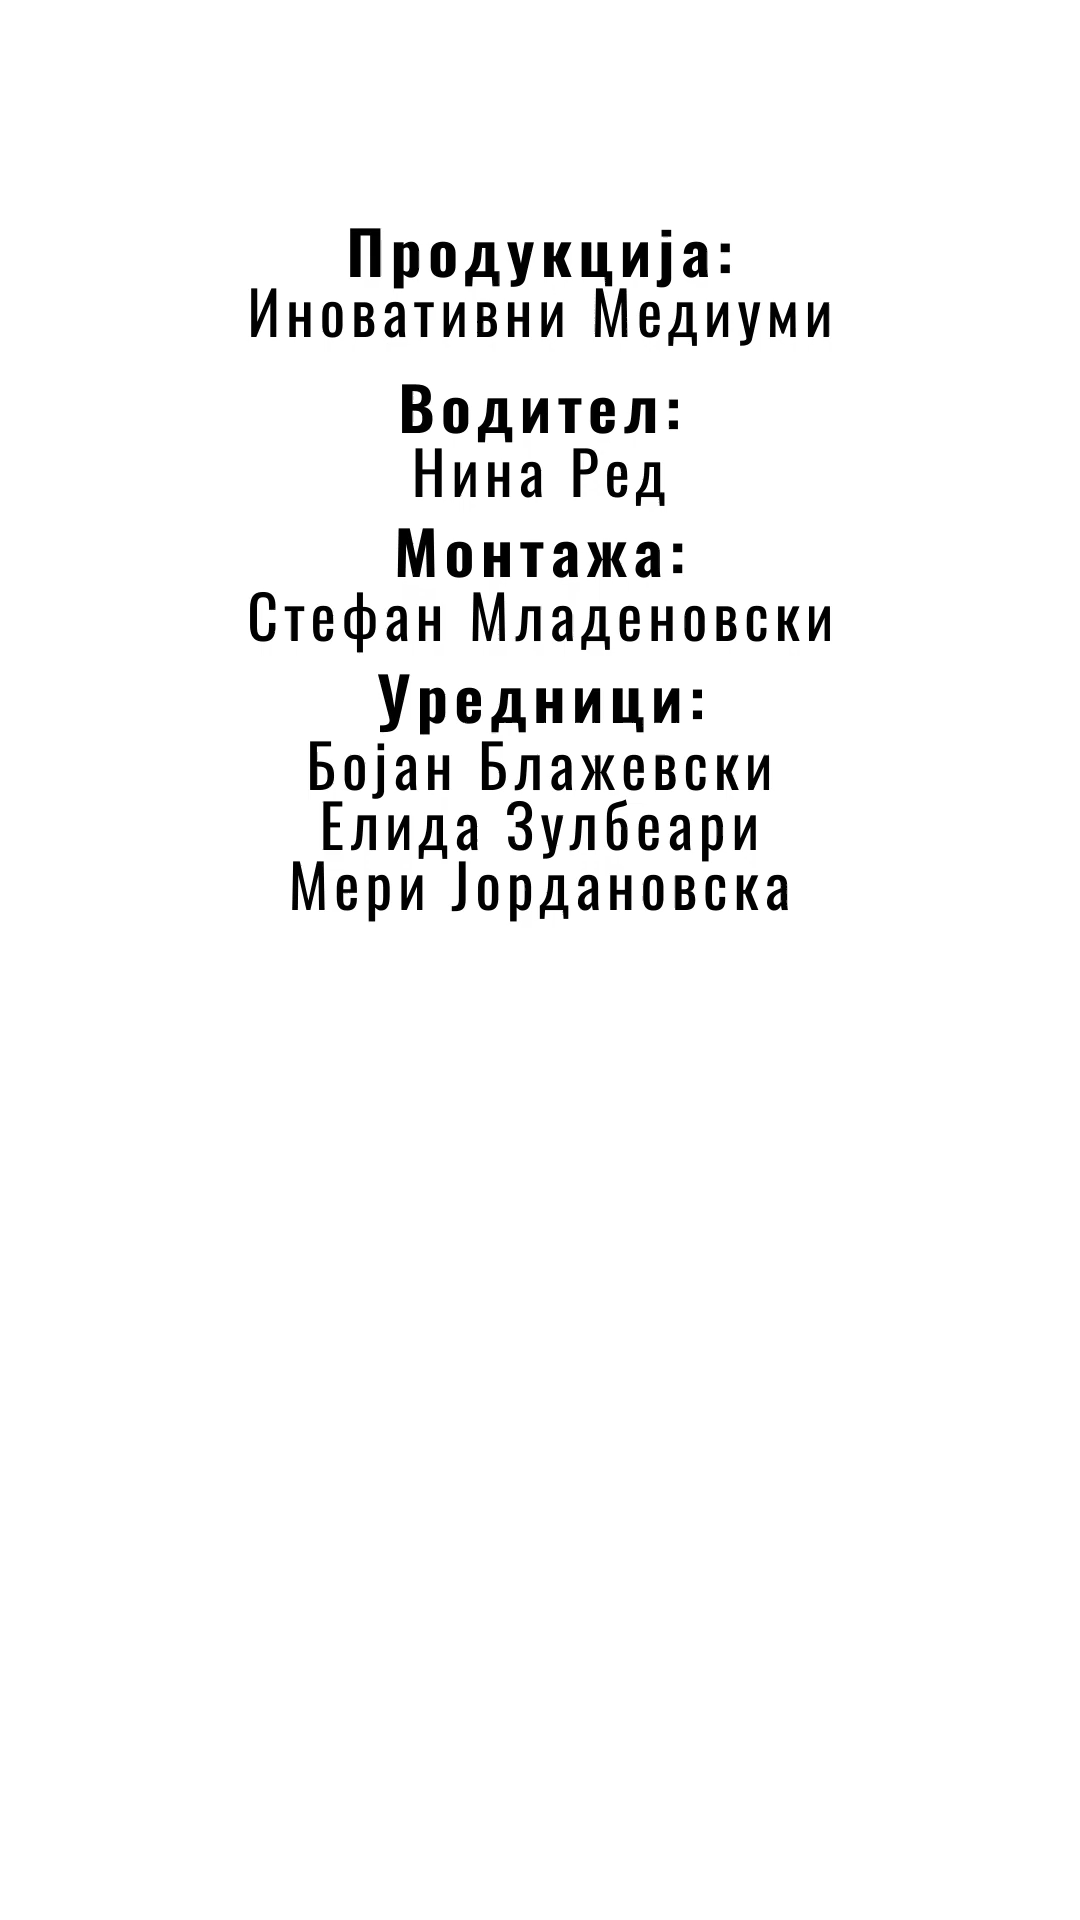 Продукција:
Иновативни Медиуми
Водител:
Нина Ред
Монтажа:
Стефан Младеновски
Уредници:
Бојан Блажевски
Елида Зулбеари
Мери Јордановска